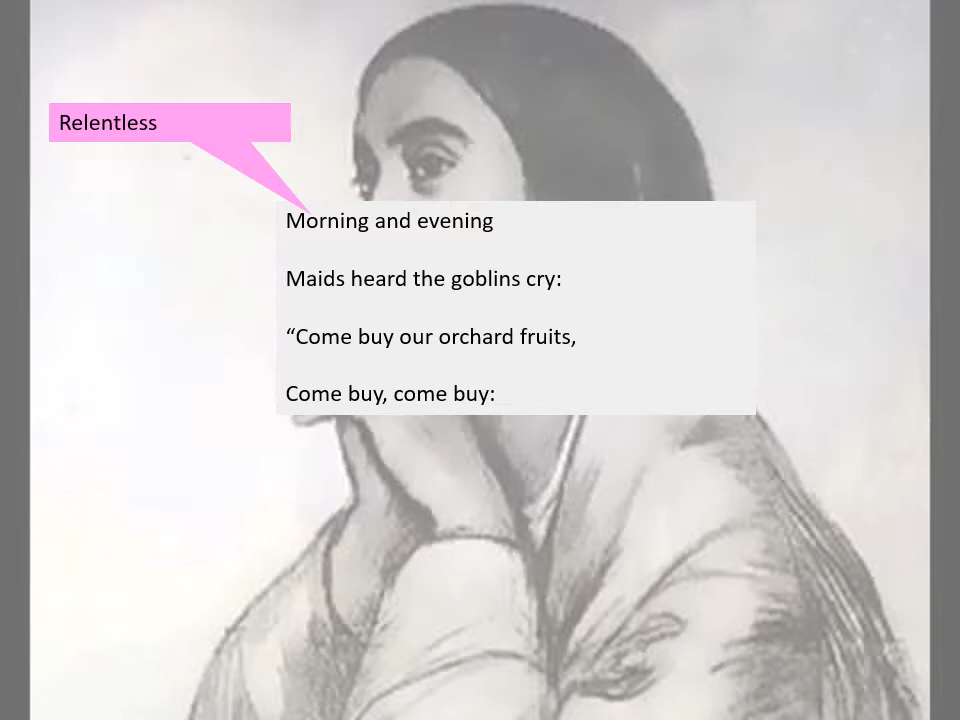 Relentless
Morning and evening
Maids heard the goblins cry:
“Come buy our orchard fruits,
Come buy, come buy: